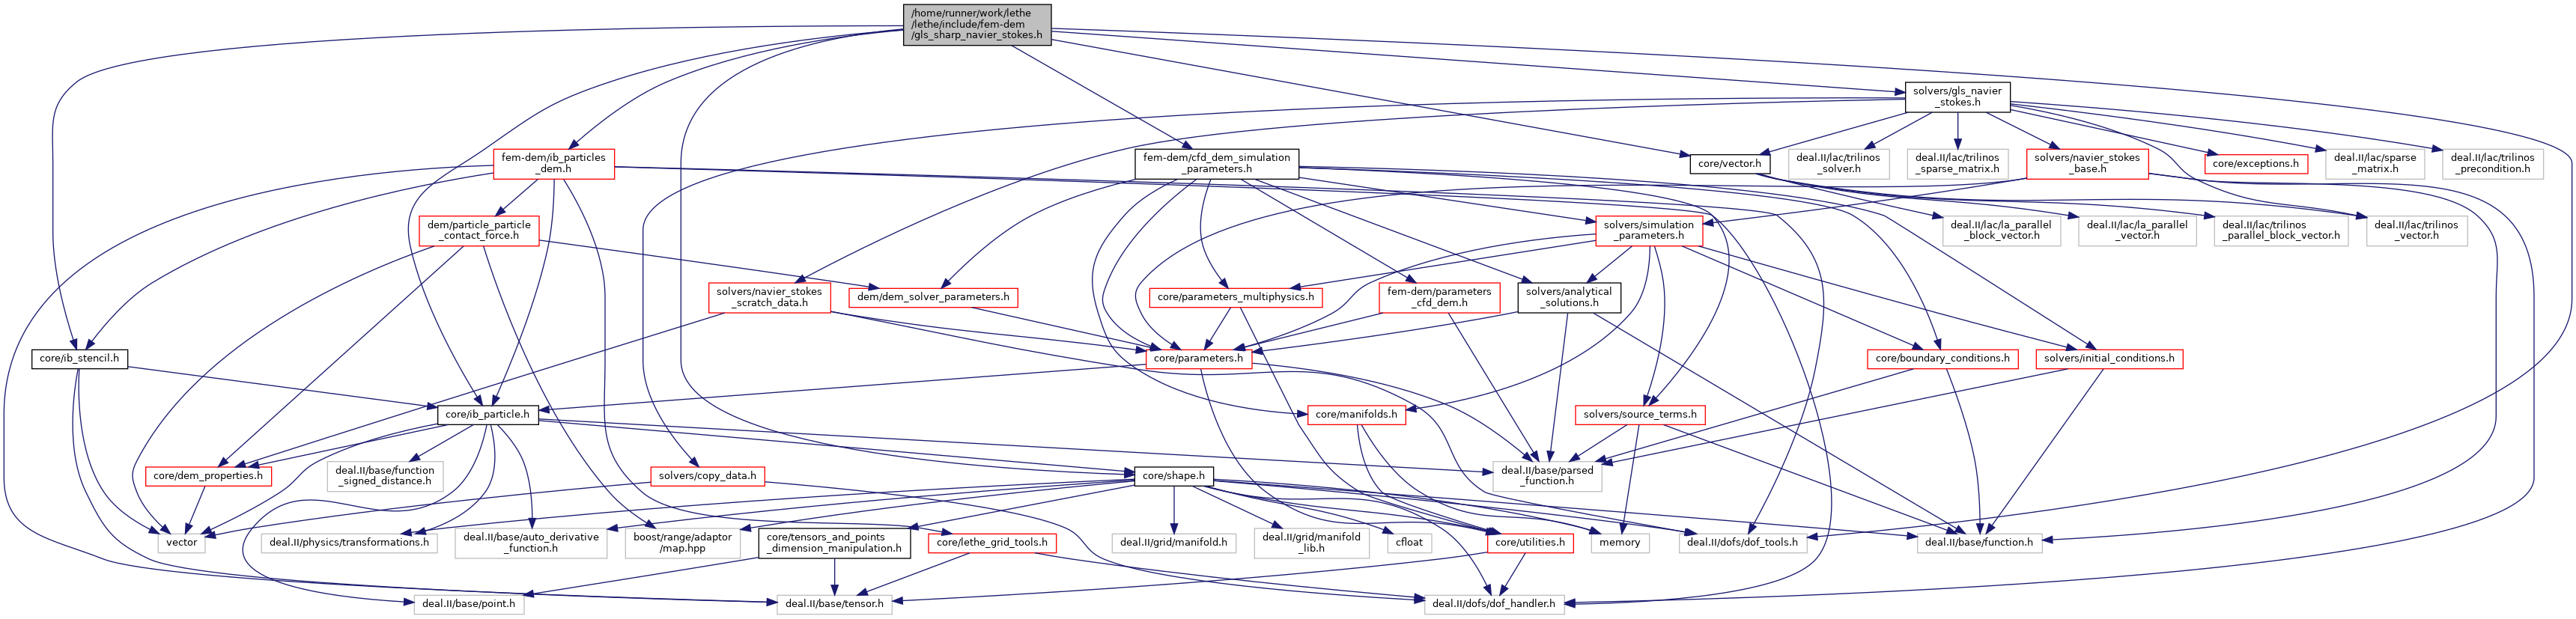 /home/runner/work/lethe
/lethe/include/fem-dem
/gls_sharp_navier_stokes.h
solvers/gls_navier
_stokes.h
fem-dem/ib_particles
_dem.h
fem-dem/cfd_dem_simulation
_parameters.h
core/vector.h
deal.II/lac/trilinos
_solver.h
deal.II/lac/trilinos
_sparse_matrix.h
solvers/navier_stokes
_base.h
core/exceptions.h
deal.II/lac/sparse
_matrix.h
deal.II/lac/trilinos
_precondition.h
dem/particle_particle
_contact_force.h
solvers/simulation
_parameters.h
deal.II/lac/la_parallel
_block_vector.h
deal.II/lac/la_parallel
_vector.h
deal.II/lac/trilinos
_parallel_block_vector.h
deal.II/lac/trilinos
_vector.h
solvers/navier_stokes
_scratch_data.h
dem/dem_solver_parameters.h
core/parameters_multiphysics.h
fem-dem/parameters
_cfd_dem.h
solvers/analytical
_solutions.h
core/ib_stencil.h
core/parameters.h
core/boundary_conditions.h
solvers/initial_conditions.h
core/ib_particle.h
core/manifolds.h
solvers/source_terms.h
core/dem_properties.h
deal.II/base/function
_signed_distance.h
solvers/copy_data.h
core/shape.h
deal.II/base/parsed
_function.h
vector
deal.II/physics/transformations.h
deal.II/base/auto_derivative
_function.h
boost/range/adaptor
/map.hpp
core/tensors_and_points
_dimension_manipulation.h
core/lethe_grid_tools.h
deal.II/grid/manifold.h
deal.II/grid/manifold
_lib.h
cfloat
core/utilities.h
memory
deal.II/dofs/dof_tools.h
deal.II/base/function.h
deal.II/base/point.h
deal.II/base/tensor.h
deal.II/dofs/dof_handler.h